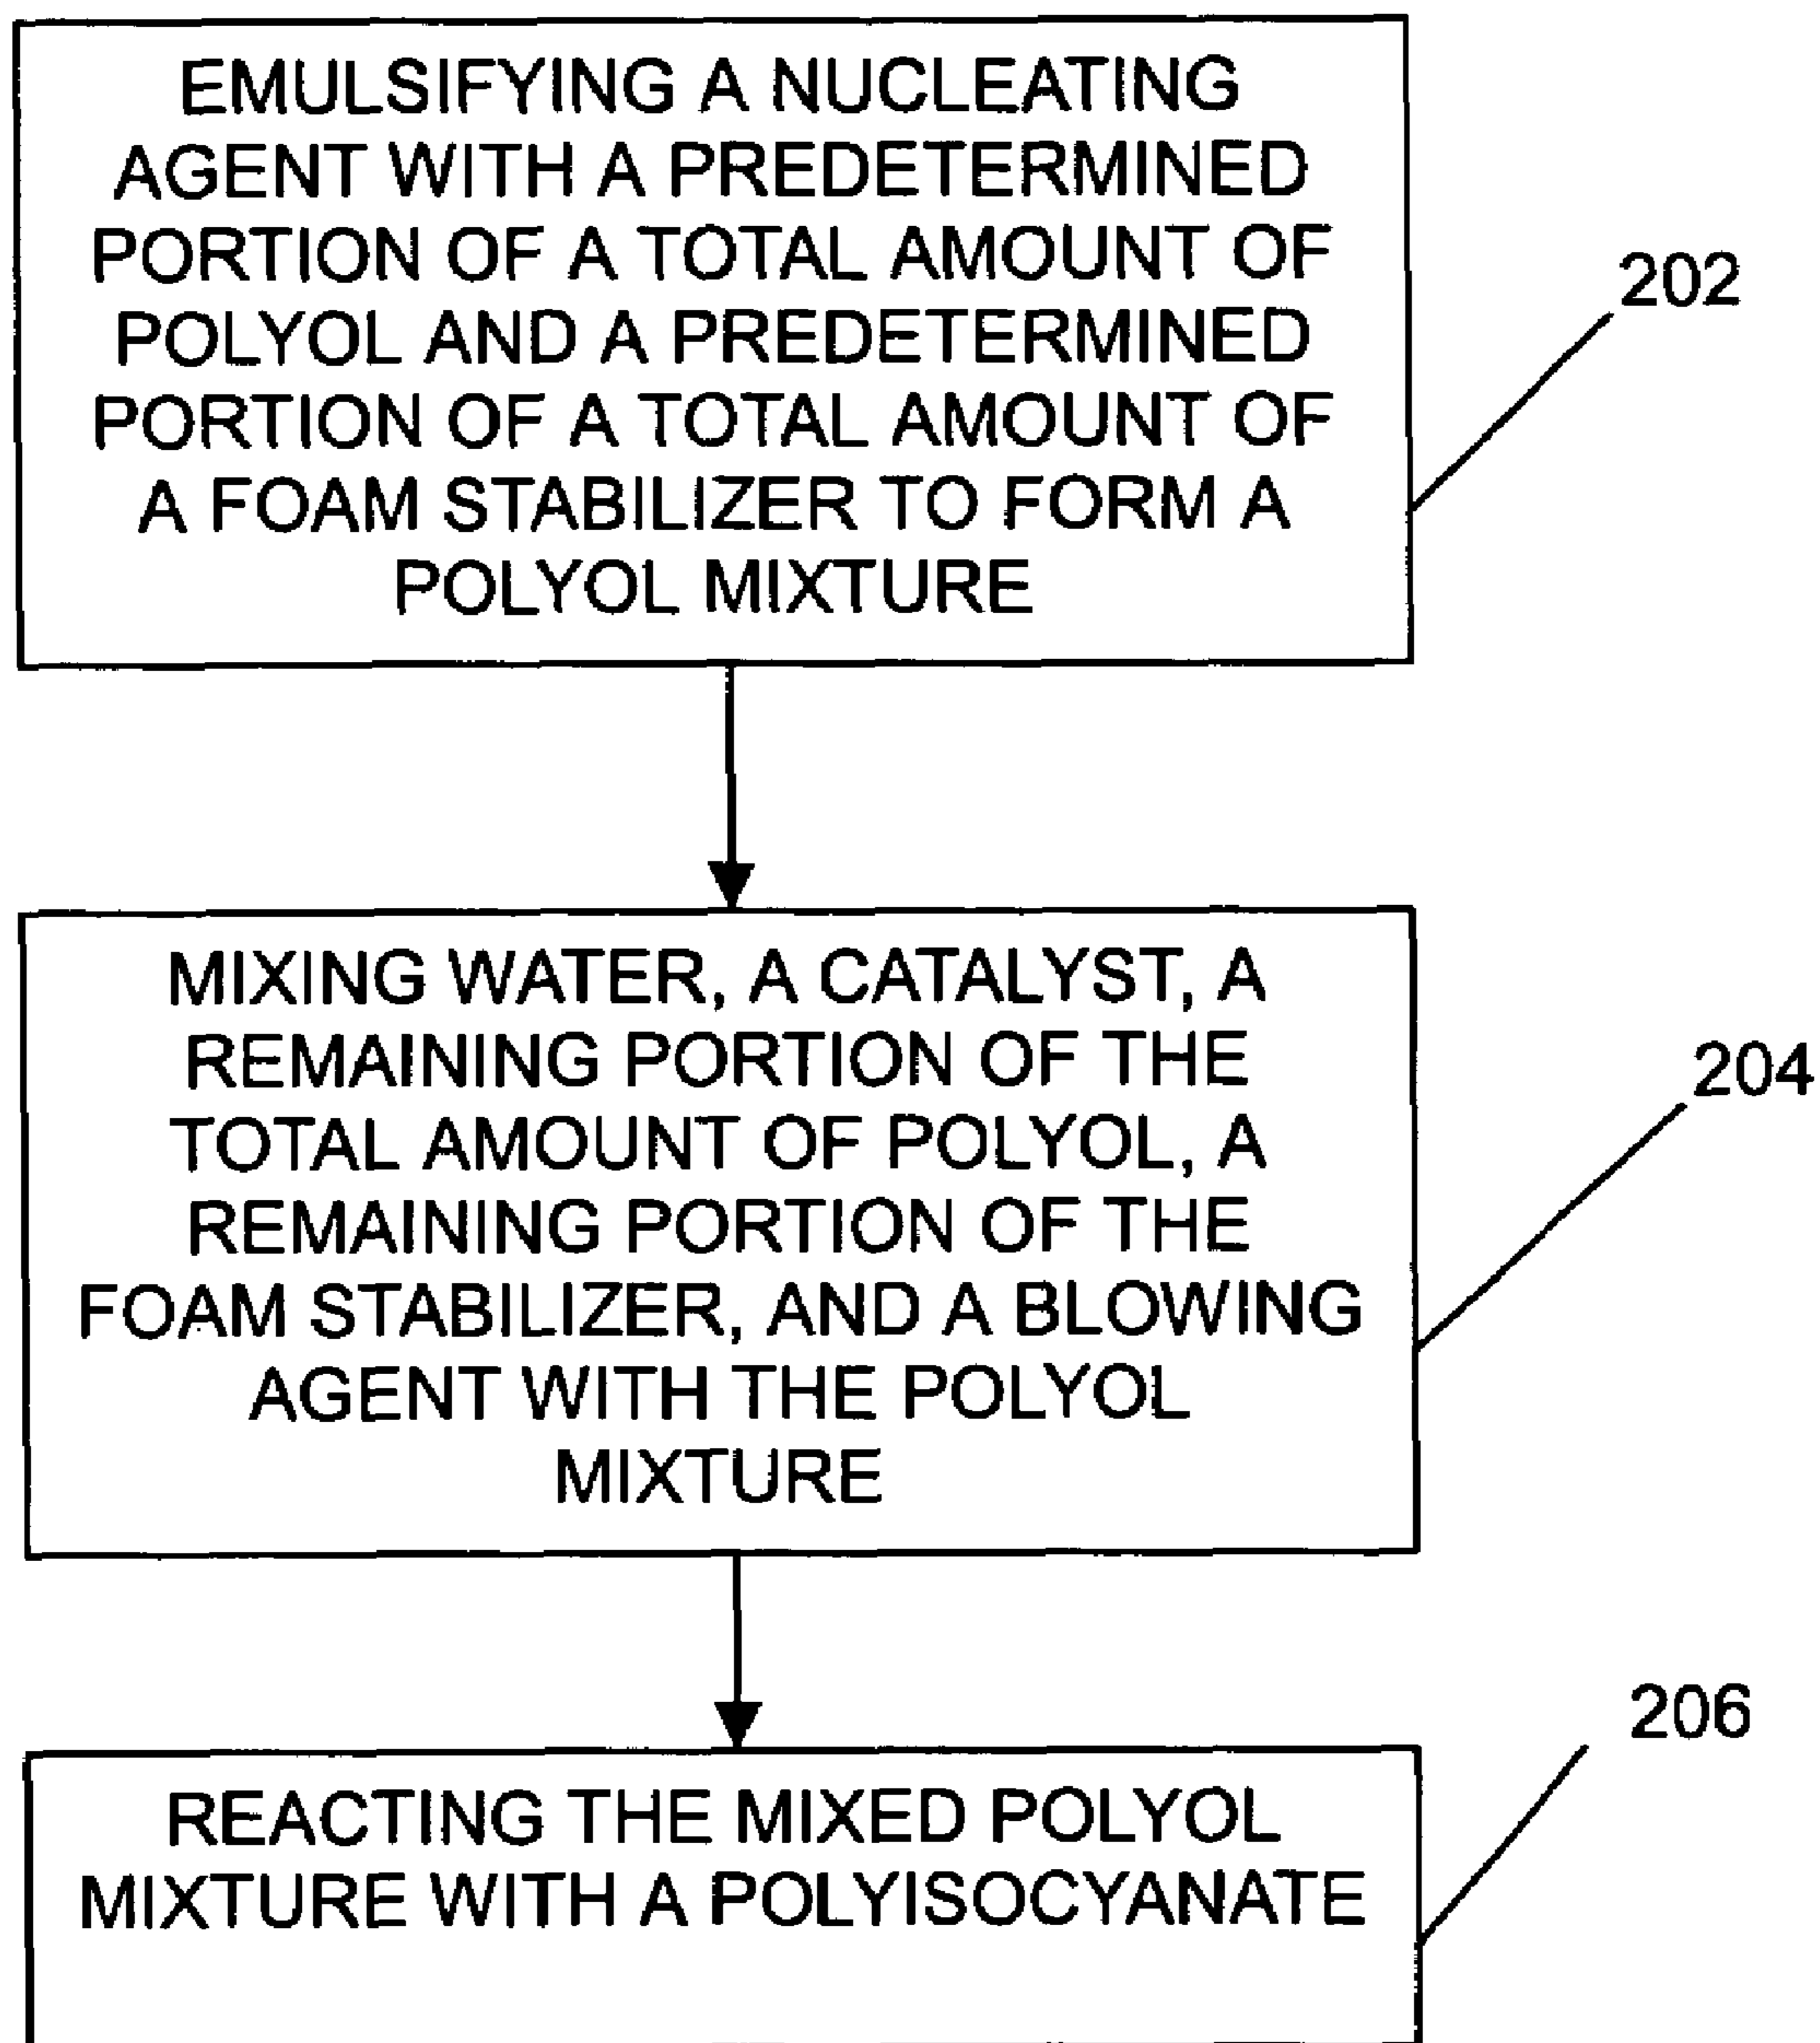 EMULSIFYING A NUCLEATING
AGENT WITH A PREDETERMINED
PORTION OF A TOTAL AMOUNT OF
POLYOL AND A PREDETERMINED
PORTION OF A TOTAL AMOUNT OF
A FOAM STABILIZER TO FORM A
POLYOL MIXTURE
202
MIXING WATER, A CATALYST, A
REMAINING PORTION OF THE
TOTAL AMOUNT OF POLYOL, A
REMAINING PORTION OF THE
FOAM STABILIZER, AND A BLOWING
AGENT WITH THE POLYOL
MIXTURE
204
REACTING THE MIXED POLYOL
MIXTURE WITH A POLYISOCYANATE
206